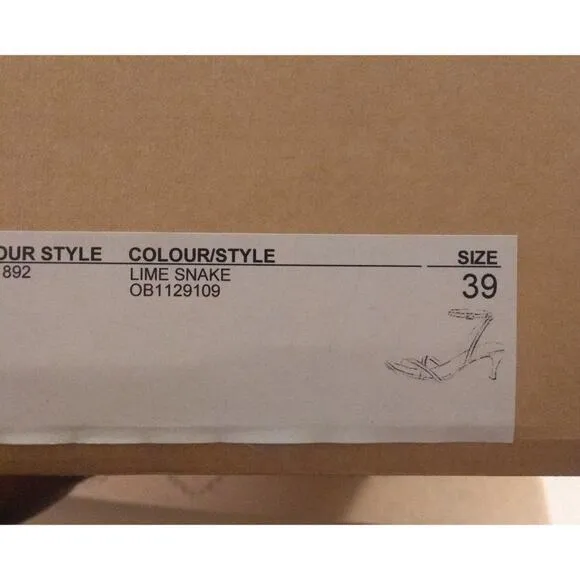 OUR STYLE COLOUR/STYLE SIZE
892 LIME SNAKE 39
OB1129109